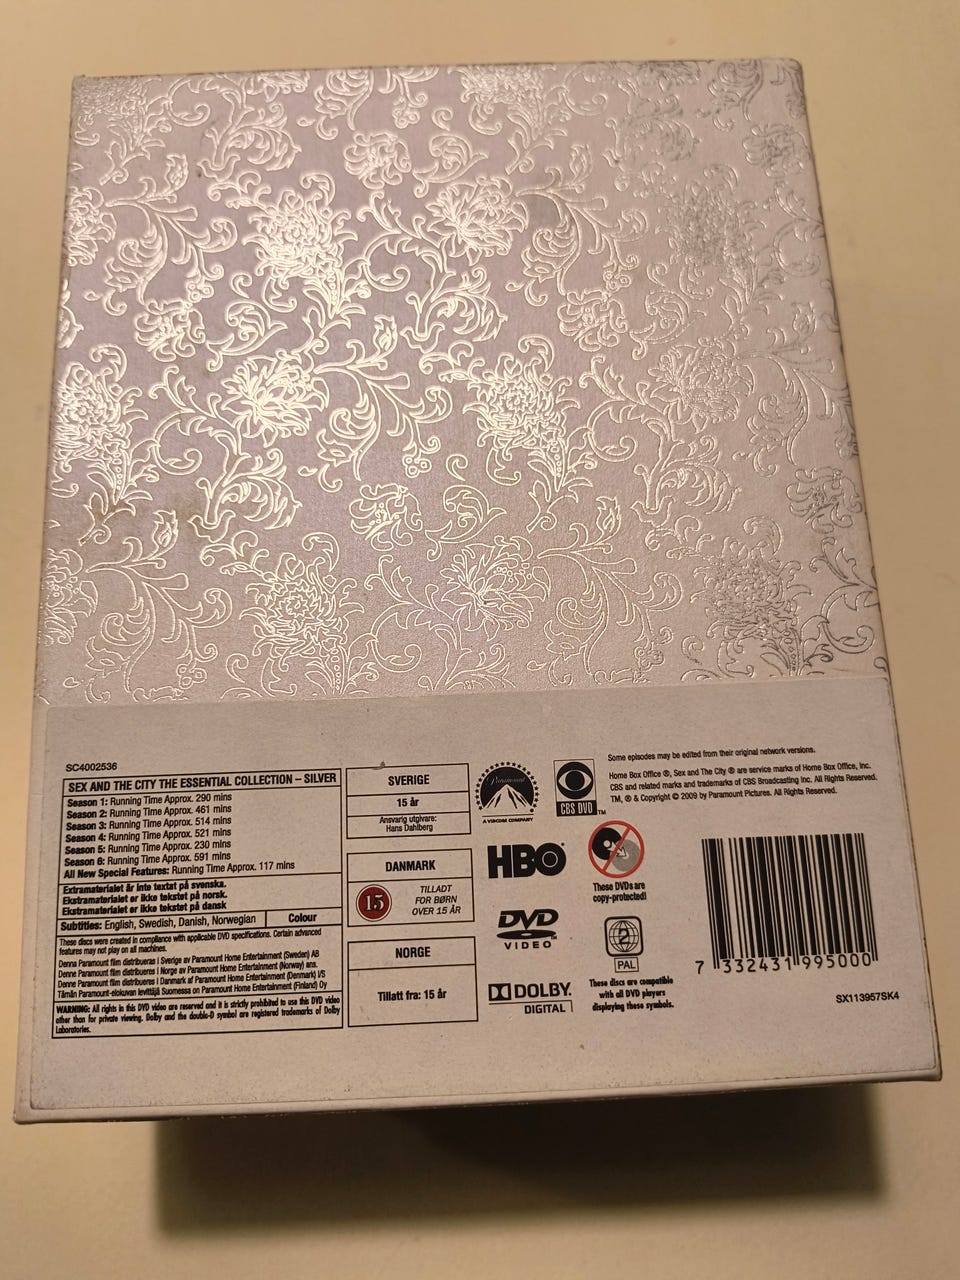 SC4002536
SEX AND THE CITY THE ESSENTIAL COLLECTION – SILVER
Season 1: Running Time Approx. 290 mins
Season 2: Running Time Approx. 461 mins
Season 3: Running Time Approx. 514 mins
Season 4: Running Time Approx. 521 mins
Season 5: Running Time Approx. 230 mins
Season 6: Running Time Approx. 591 mins
All New Special Features: Running Time Approx. 117 mins
Extramaterialet är inte textat på svenska.
Ekstramaterialet er ikke tekstet på norsk.
Ekstramaterialet er ikke tekstet på dansk
Subtitles: English, Swedish, Danish, Norwegian
Colour
These discs were created in compliance with applicable DVD specifications. Certain advanced
features may not play on all machines.
Denna Paramount film distribueras i Sverige av Paramount Home Entertainment (Sweden) AB
Denne Paramount film distribueres i Norge av Paramount Home Entertainment (Norway) ans.
Denne Paramount film distribueres i Danmark af Paramount Home Entertainment (Denmark) I/S
Tämän Paramount-elokuvan levittäjä Suomessa on Paramount Home Entertainment (Finland) Oy
WARNING: All rights in this DVD video are reserved and it is strictly prohibited to use this DVD video
other than for private viewing. Dolby and the double-D symbol are registered trademarks of Dolby
Laboratories.
SVERIGE
15 år
Ansvarig utgivare:
Hans Dahlberg
DANMARK
15
TILLADT
FOR BØRN
OVER 15 ÅR
NORGE
Tillatt fra: 15 år
Paramount
A VIACOM COMPANY
CBS DVD TM
HBO®
These DVDs are
copy-protected!
DVD
VIDEO
2
PAL
DOLBY
DIGITAL
These discs are compatible
with all DVD players
displaying these symbols.
Some episodes may be edited from their original network versions.
Home Box Office ®, Sex and The City ® are service marks of Home Box Office, Inc.
CBS and related marks and trademarks of CBS Broadcasting Inc. All Rights Reserved.
TM, ® & Copyright © 2009 by Paramount Pictures. All Rights Reserved.
7 332431 995000
SX113957SK4